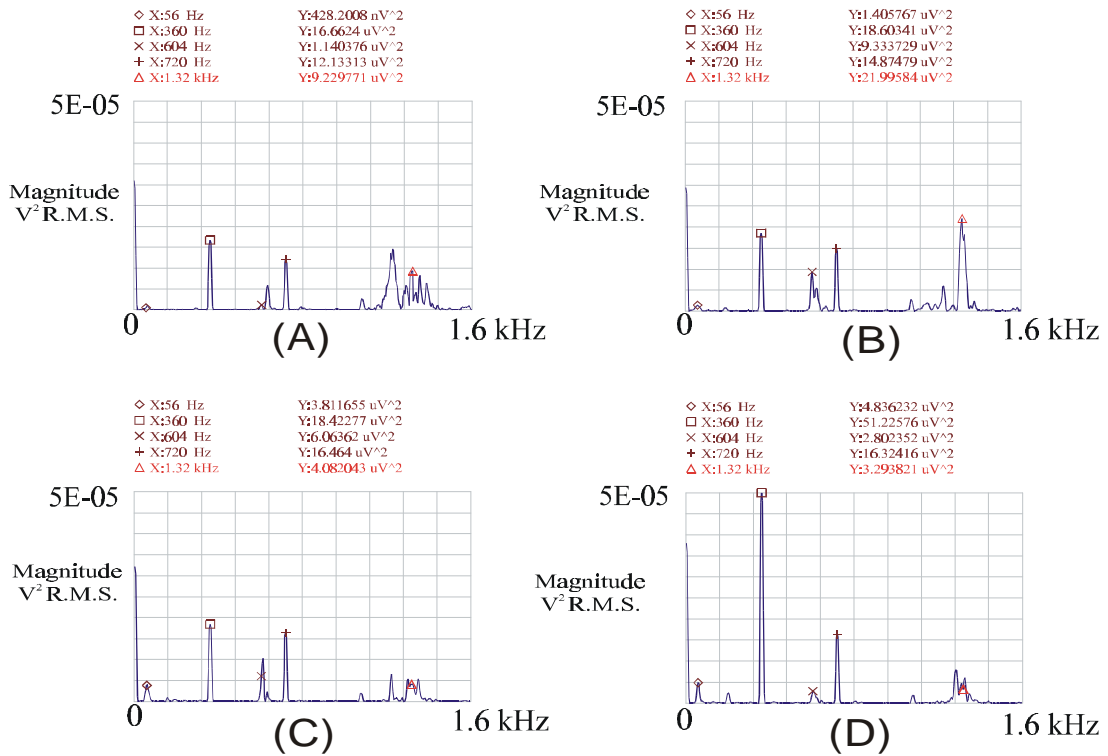 X:56 Hz Y:428.2008 nV^2
X:360 Hz Y:16.6624 uV^2
X:604 Hz Y:1.140376 uV^2
X:720 Hz Y:12.13313 uV^2
X:1.32 kHz Y:9.229771 uV^2
5E-05
Magnitude
V² R.M.S.
0 1.6 kHz
(A)
X:56 Hz Y:1.405767 uV^2
X:360 Hz Y:18.60341 uV^2
X:604 Hz Y:9.333729 uV^2
X:720 Hz Y:14.87479 uV^2
X:1.32 kHz Y:21.99584 uV^2
5E-05
Magnitude
V² R.M.S.
0 1.6 kHz
(B)
X:56 Hz Y:3.811655 uV^2
X:360 Hz Y:18.42277 uV^2
X:604 Hz Y:6.06362 uV^2
X:720 Hz Y:16.464 uV^2
X:1.32 kHz Y:4.082043 uV^2
5E-05
Magnitude
V² R.M.S.
0 1.6 kHz
(C)
X:56 Hz Y:4.836232 uV^2
X:360 Hz Y:51.22576 uV^2
X:604 Hz Y:2.802352 uV^2
X:720 Hz Y:16.32416 uV^2
X:1.32 kHz Y:3.293821 uV^2
5E-05
Magnitude
V² R.M.S.
0 1.6 kHz
(D)